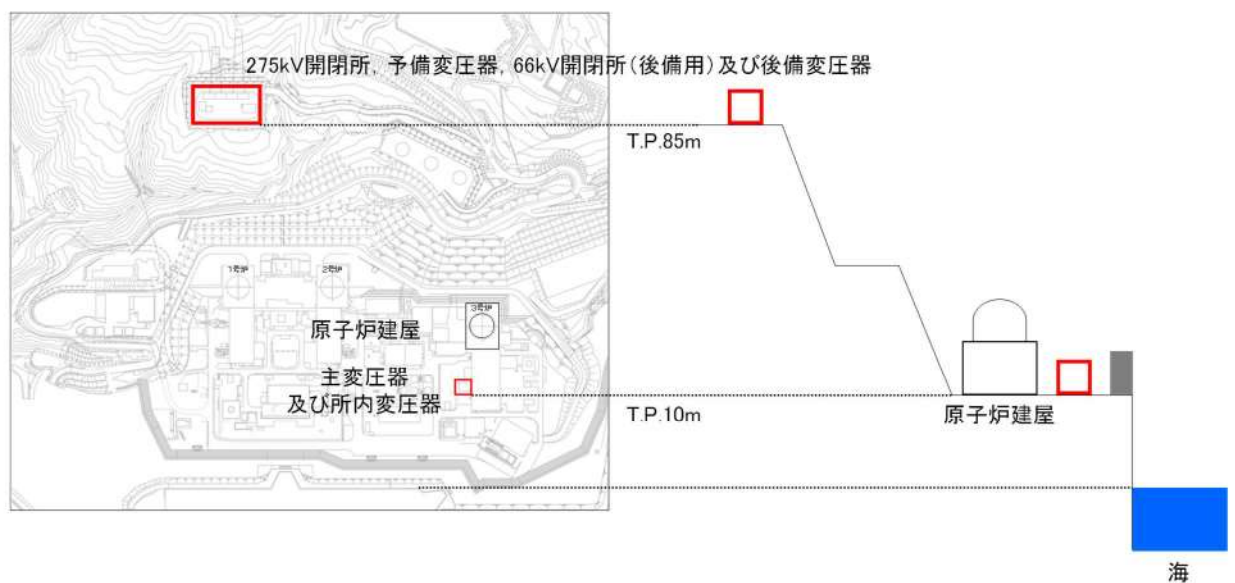 275kV開閉所，予備変圧器，66kV開閉所（後備用）及び後備変圧器
T.P.85m
1号炉
2号炉
3号炉
原子炉建屋
主変圧器
及び所内変圧器
T.P.10m
原子炉建屋
海